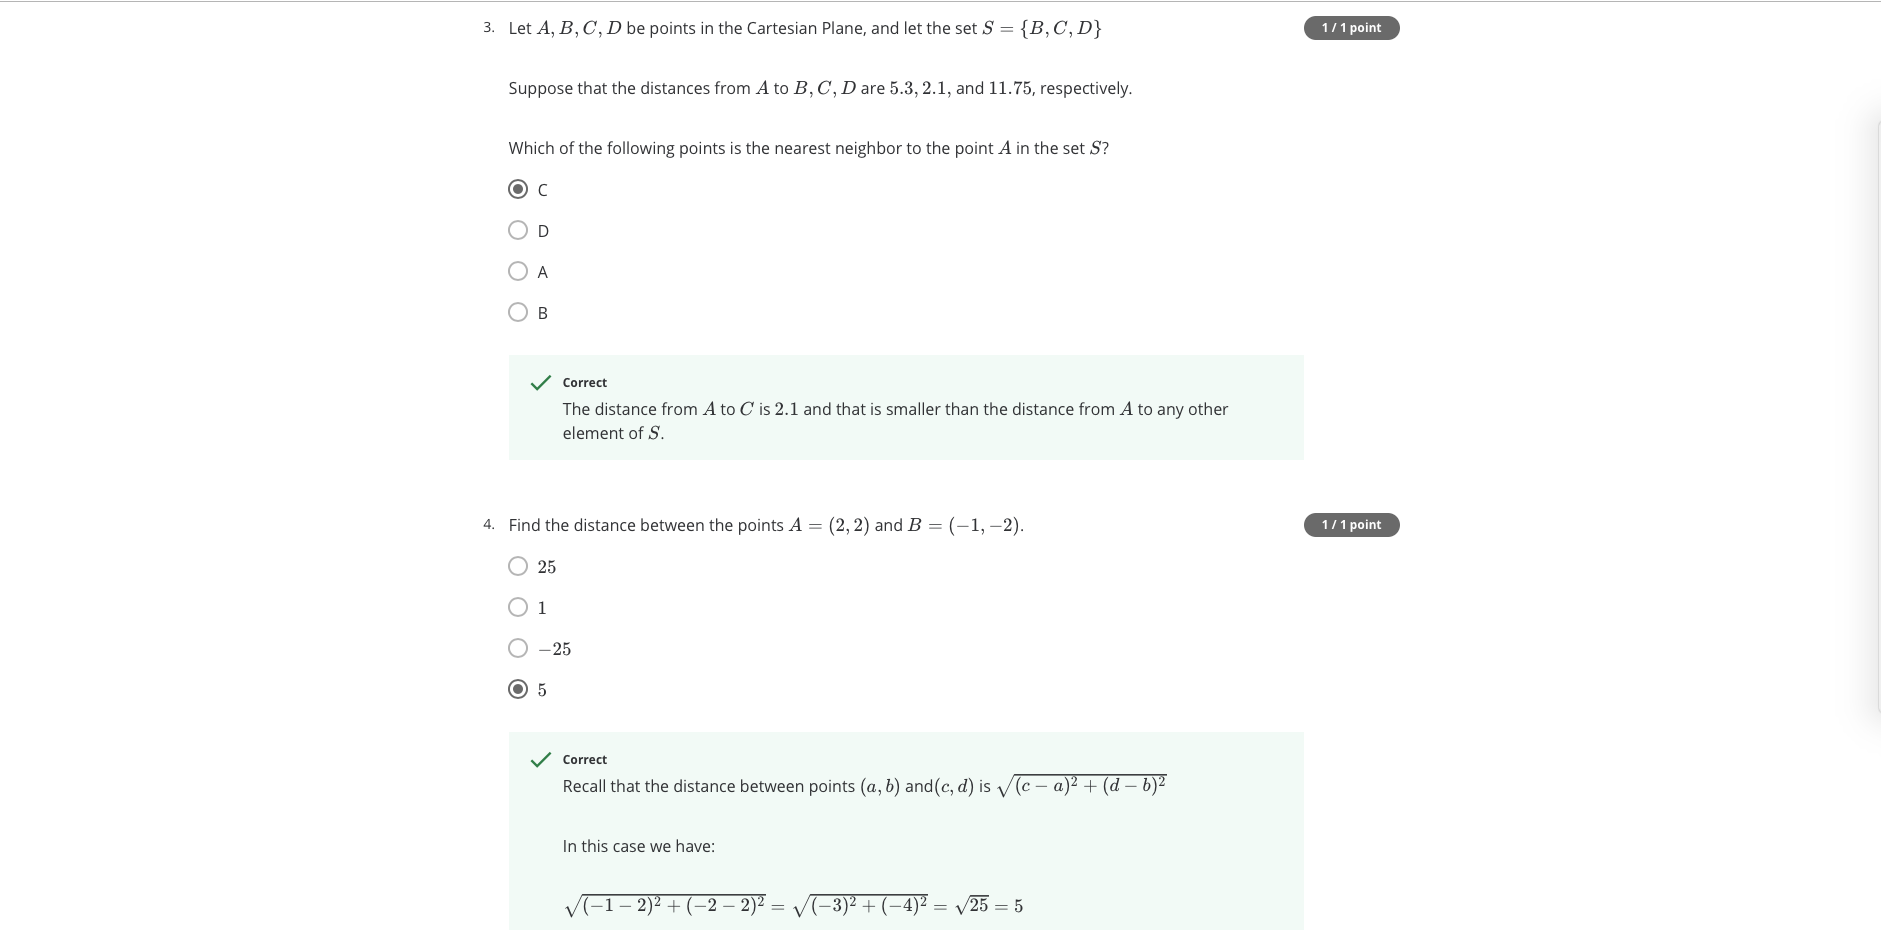 3. Let A, B, C, D be points in the Cartesian Plane, and let the set S = {B, C, D}
1 / 1 point
Suppose that the distances from A to B, C, D are 5.3, 2.1, and 11.75, respectively.
Which of the following points is the nearest neighbor to the point A in the set S?
C
D
A
B
Correct
The distance from A to C is 2.1 and that is smaller than the distance from A to any other
element of S.
4. Find the distance between the points A = (2, 2) and B = (−1, −2).
1 / 1 point
25
1
−25
5
Correct
Recall that the distance between points (a, b) and(c, d) is √(c − a)² + (d − b)²
In this case we have:
√(−1 − 2)² + (−2 − 2)² = √(−3)² + (−4)² = √25 = 5